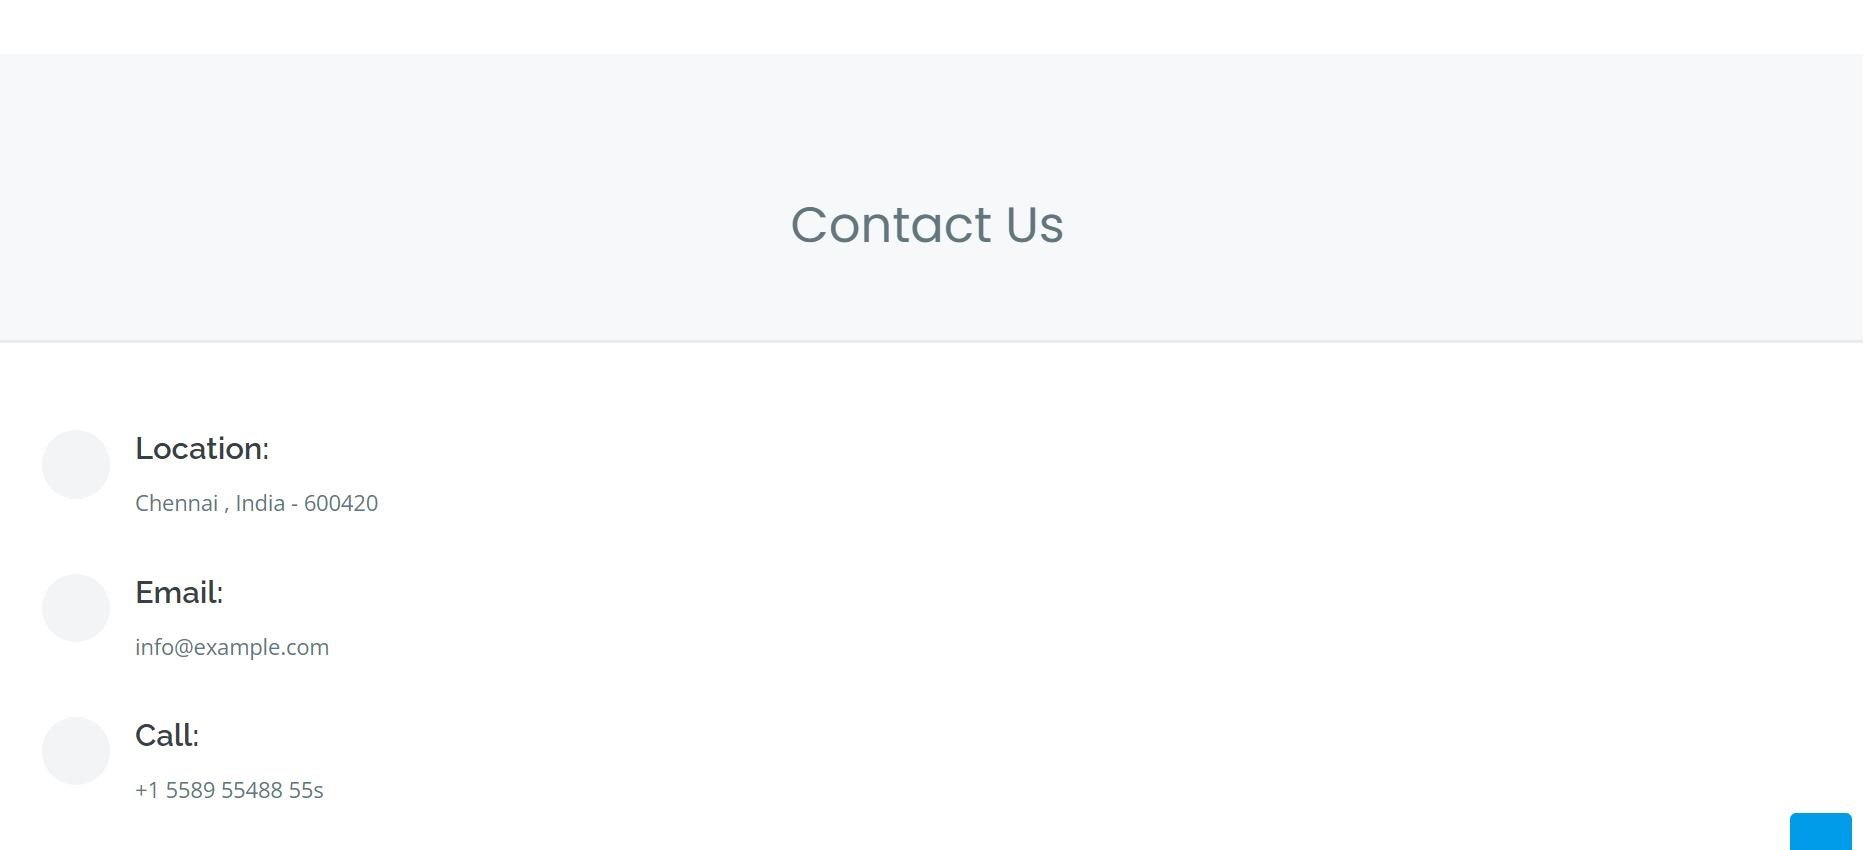 Contact Us
Location:
Chennai , India - 600420
Email:
info@example.com
Call:
+1 5589 55488 55s